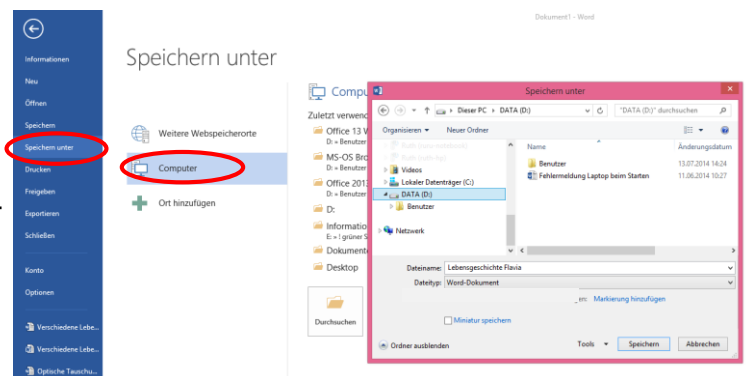 Dokument1 - Word
Informationen
Neu
Öffnen
Speichern
Speichern unter
Drucken
Freigeben
Exportieren
Schließen
Konto
Optionen
Verschiedene Lebe...
Verschiedene Lebe...
Optische Tauschu...
Speichern unter
Weitere Webspeicherorte
Computer
Ort hinzufügen
Compu
Zuletzt verwend
Office 13 V
D: » Benutzer
MS-OS Bro
D: » Benutzer
Office 2013
D: » Benutzer
D:
Informatio
E: » ! grüner S
Dokument
Desktop
Durchsuchen
Speichern unter
Dieser PC
DATA (D:)
"DATA (D:)" durchsuchen
Organisieren
Neuer Ordner
Videos
Lokaler Datenträger (C:)
DATA (D:)
Benutzer
Netzwerk
Name
Änderungsdatum
Benutzer
13.07.2014 14:24
Fehlermeldung Laptop beim Starten
11.06.2014 10:27
Dateiname: Lebensgeschichte Flavia
Dateityp: Word-Dokument
en: Markierung hinzufügen
Miniatur speichern
Ordner ausblenden
Tools
Speichern
Abbrechen